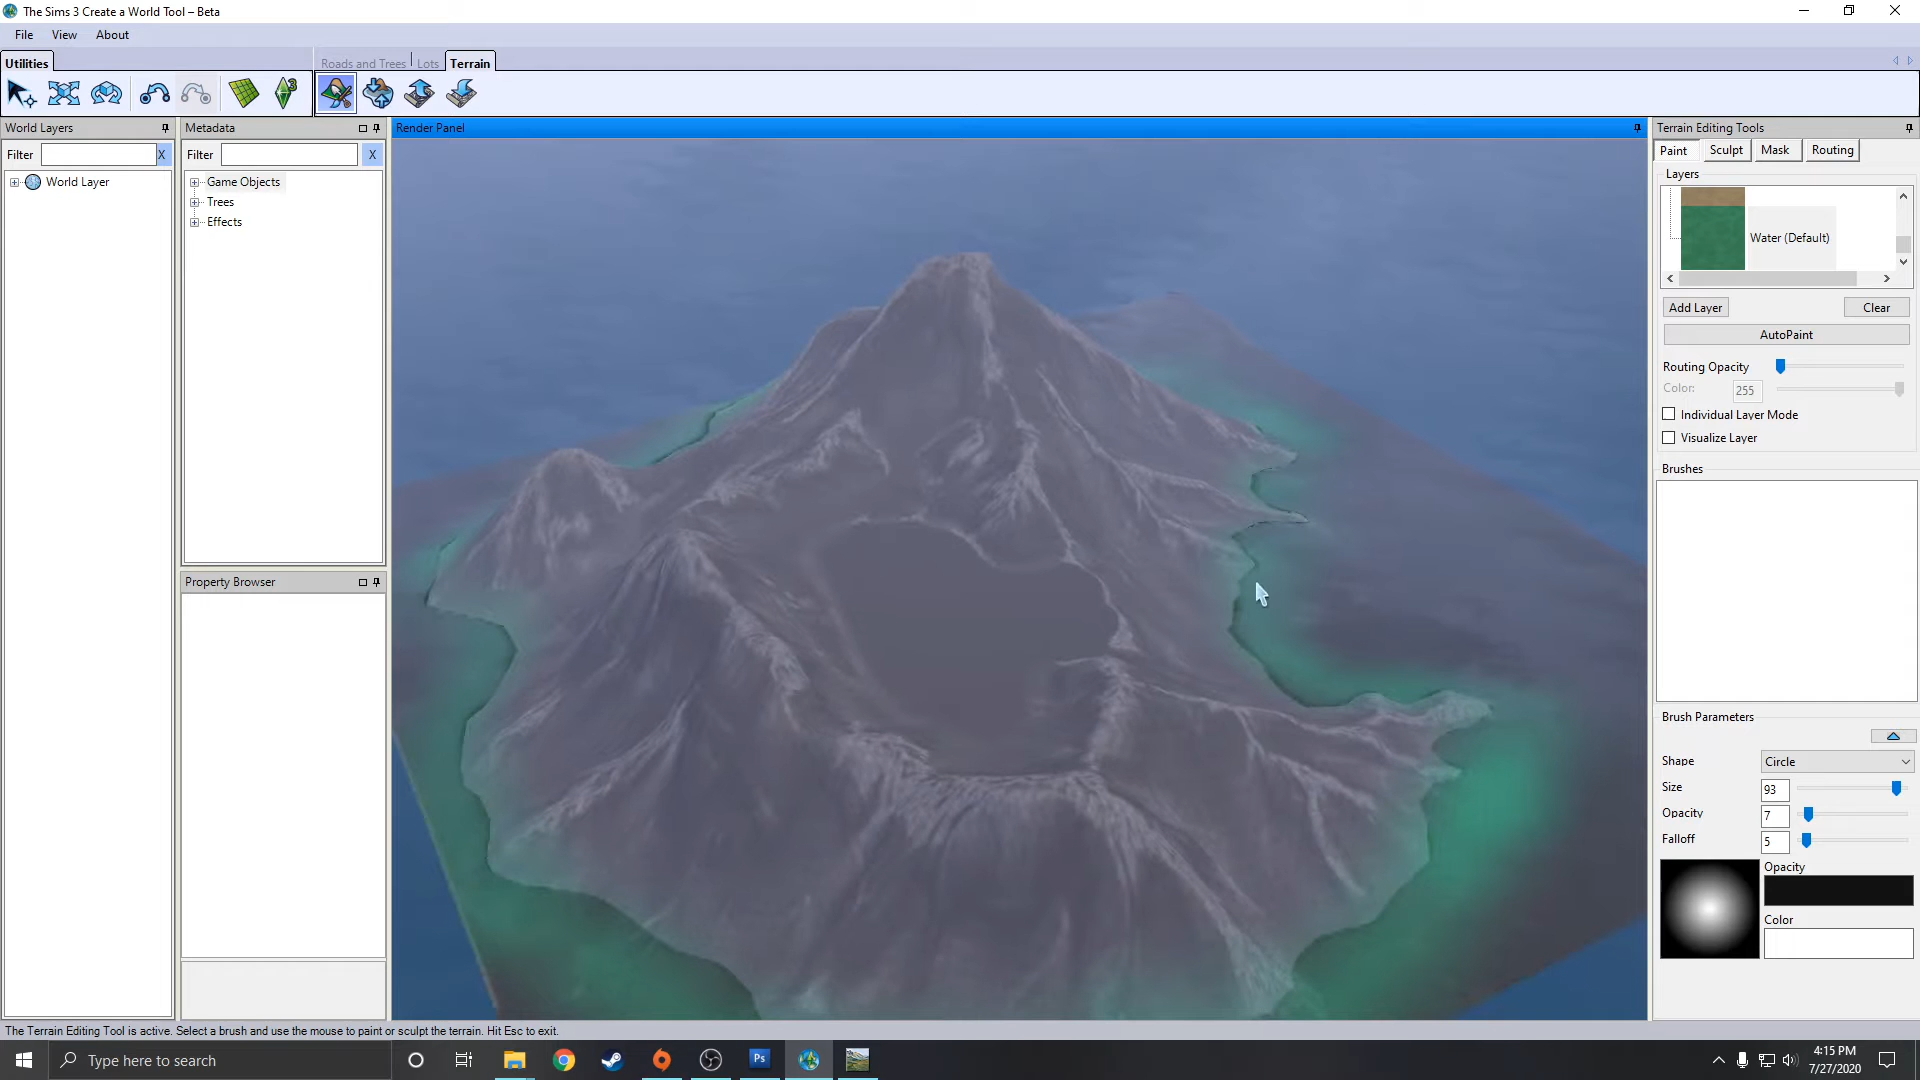 The Sims 3 Create a World Tool – Beta
File View About
Utilities Roads and Trees Lots Terrain
World Layers
Filter X
World Layer
Metadata
Filter X
Game Objects
Trees
Effects
Property Browser
Render Panel
Terrain Editing Tools
Paint Sculpt Mask Routing
Layers
Water (Default)
Add Layer Clear
AutoPaint
Routing Opacity
Color: 255
Individual Layer Mode
Visualize Layer
Brushes
Brush Parameters
Shape Circle
Size 93
Opacity 7
Falloff 5
Opacity
Color
The Terrain Editing Tool is active. Select a brush and use the mouse to paint or sculpt the terrain. Hit Esc to exit.
Type here to search
Ps
4:15 PM
7/27/2020